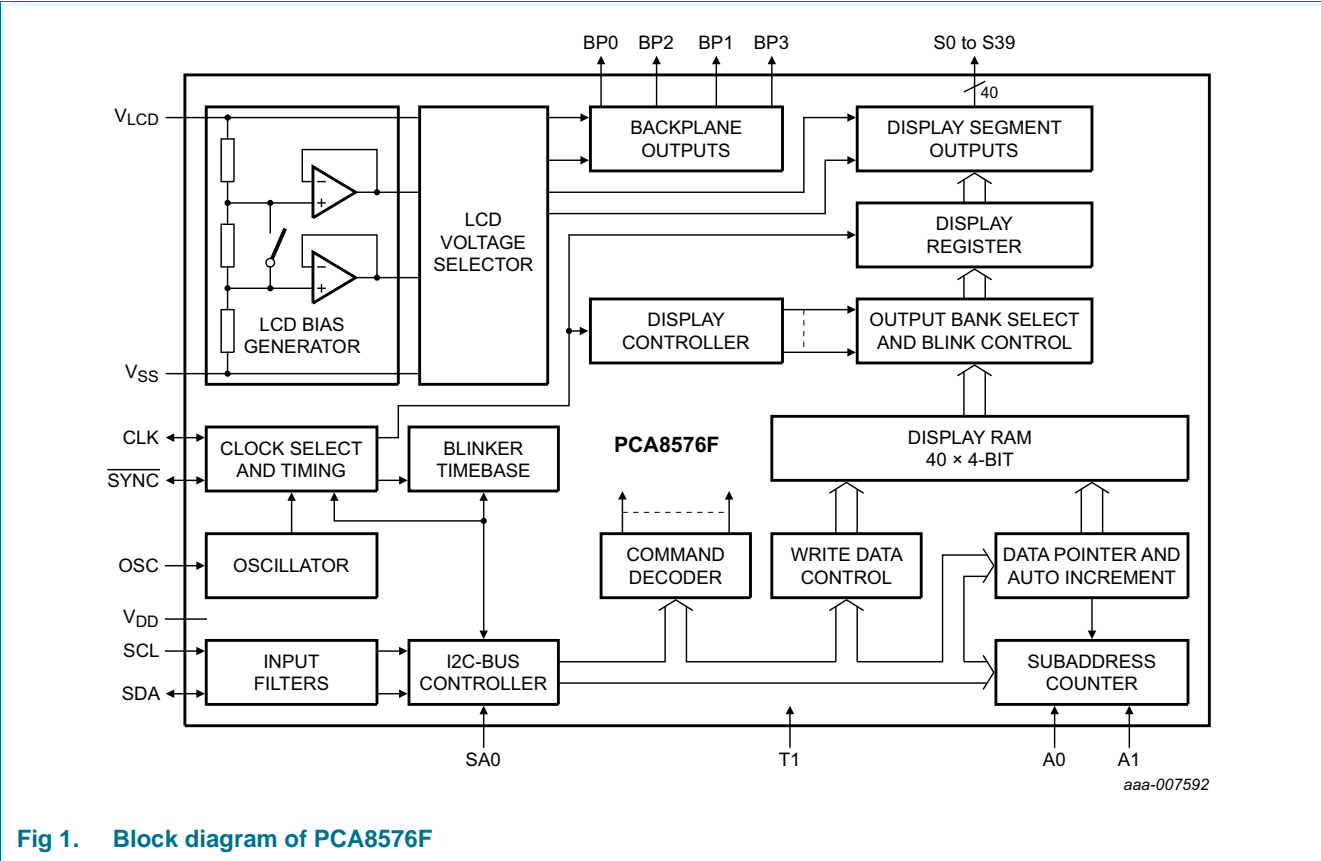 BP0 BP2 BP1 BP3 S0 to S39
40
VLCD
BACKPLANE
OUTPUTS
DISPLAY SEGMENT
OUTPUTS
−
+
LCD
VOLTAGE
SELECTOR
DISPLAY
REGISTER
−
+
LCD BIAS
GENERATOR
DISPLAY
CONTROLLER
OUTPUT BANK SELECT
AND BLINK CONTROL
VSS
CLK
SYNC
CLOCK SELECT
AND TIMING
BLINKER
TIMEBASE
PCA8576F
DISPLAY RAM
40 × 4-BIT
OSC
OSCILLATOR
COMMAND
DECODER
WRITE DATA
CONTROL
DATA POINTER AND
AUTO INCREMENT
VDD
SCL
SDA
INPUT
FILTERS
I2C-BUS
CONTROLLER
SUBADDRESS
COUNTER
SA0 T1 A0 A1
aaa-007592
Fig 1. Block diagram of PCA8576F